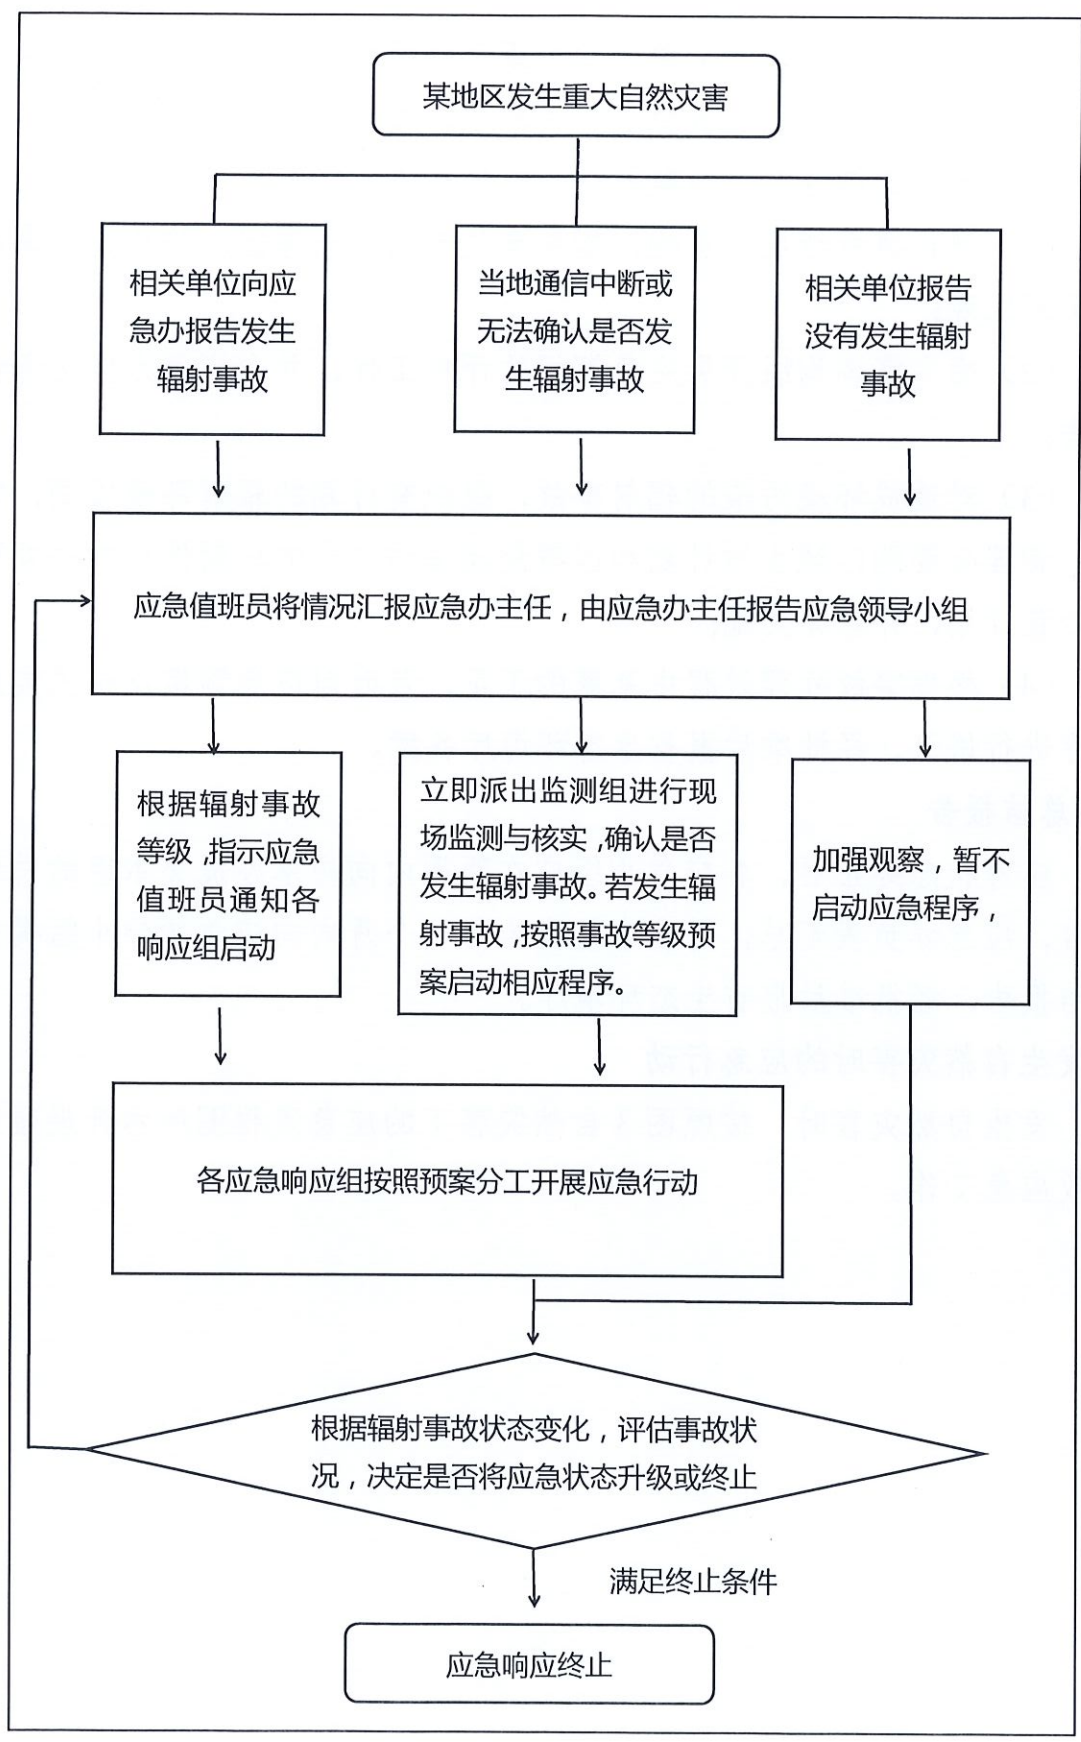 某地区发生重大自然灾害
相关单位向应
急办报告发生
辐射事故
当地通信中断或
无法确认是否发
生辐射事故
相关单位报告
没有发生辐射
事故
应急值班员将情况汇报应急办主任，由应急办主任报告应急领导小组
根据辐射事故
等级，指示应急
值班员通知各
响应组启动
立即派出监测组进行现
场监测与核实，确认是否
发生辐射事故。若发生辐
射事故，按照事故等级预
案启动相应程序。
加强观察，暂不
启动应急程序，
各应急响应组按照预案分工开展应急行动
根据辐射事故状态变化，评估事故状
况，决定是否将应急状态升级或终止
满足终止条件
应急响应终止